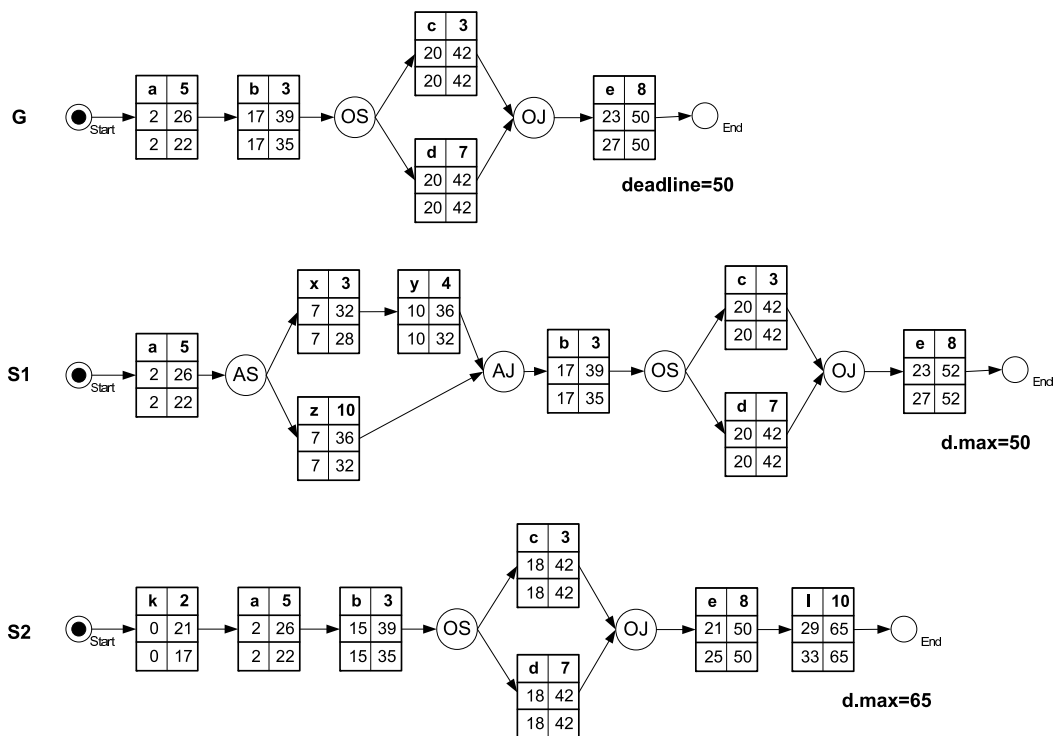 c 3
20 42
20 42
G
Start
a 5
2 26
2 22
b 3
17 39
17 35
OS
OJ
e 8
23 50
27 50
End
d 7
20 42
20 42
deadline=50
S1
Start
a 5
2 26
2 22
AS
x 3
7 32
7 28
y 4
10 36
10 32
z 10
7 36
7 32
AJ
b 3
17 39
17 35
OS
c 3
20 42
20 42
d 7
20 42
20 42
OJ
e 8
23 52
27 52
End
d.max=50
S2
Start
k 2
0 21
0 17
a 5
2 26
2 22
b 3
15 39
15 35
OS
c 3
18 42
18 42
d 7
18 42
18 42
OJ
e 8
21 50
25 50
l 10
29 65
33 65
End
d.max=65